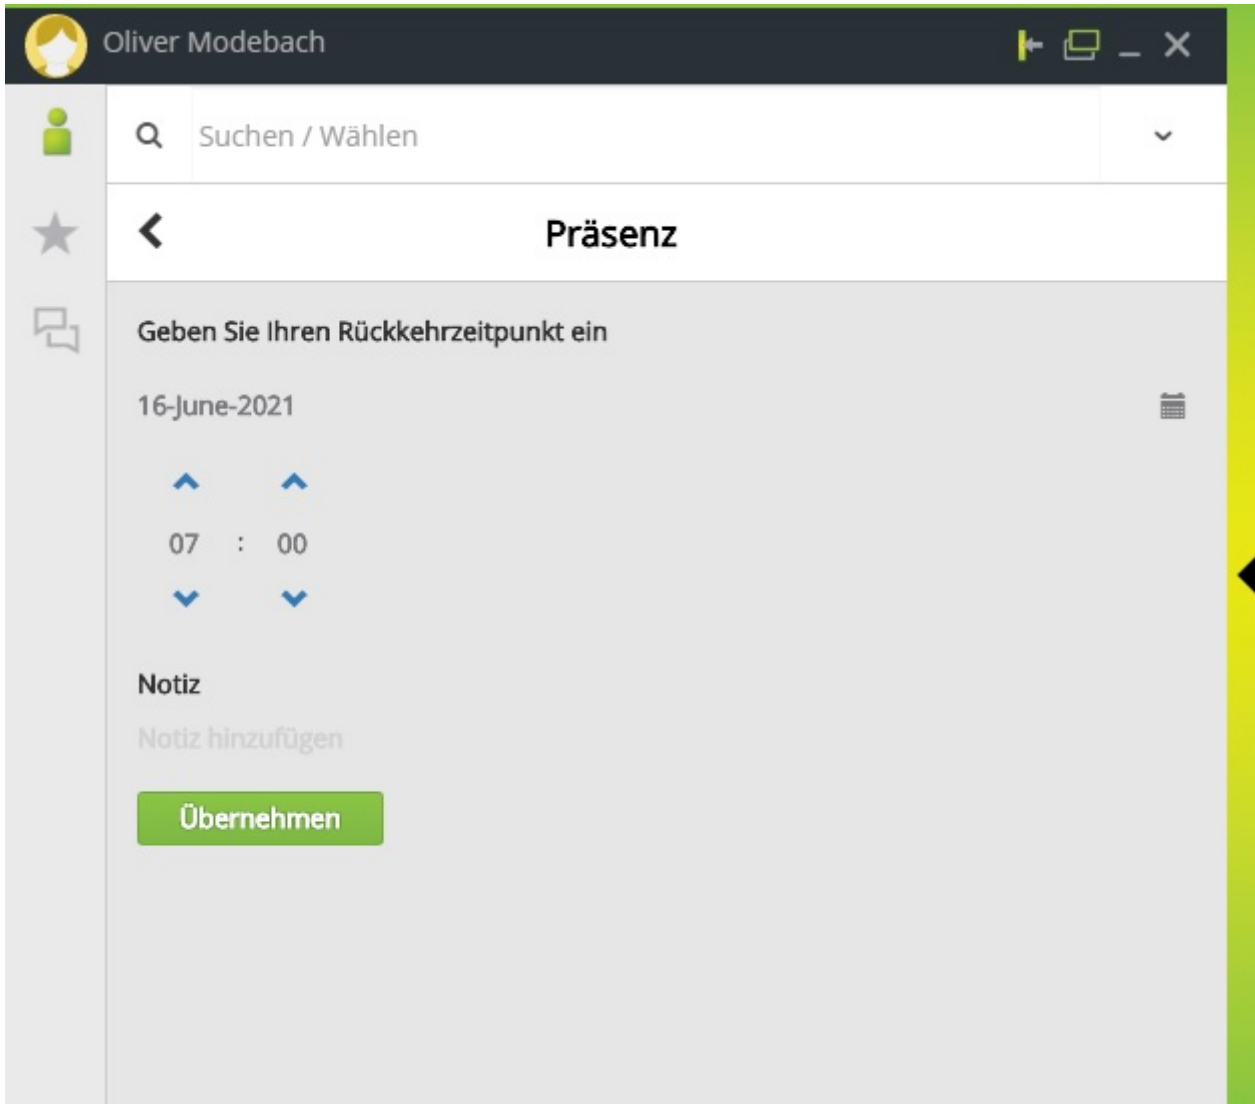 Oliver Modebach
Suchen / Wählen
Präsenz
Geben Sie Ihren Rückkehrzeitpunkt ein
16-June-2021
07 : 00
Notiz
Notiz hinzufügen
Übernehmen